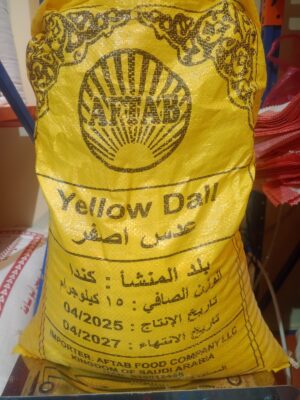 AFTAB
Yellow Dall
عدس اصفر
بلد المنشأ : كندا
الوزن الصافي : ١٥ كيلوجرام
تاريخ الإنتاج : 04/2025
تاريخ الانتهاء : 04/2027
IMPORTER: AFTAB FOOD COMPANY LLC
KINGDOM OF SAUDI ARABIA